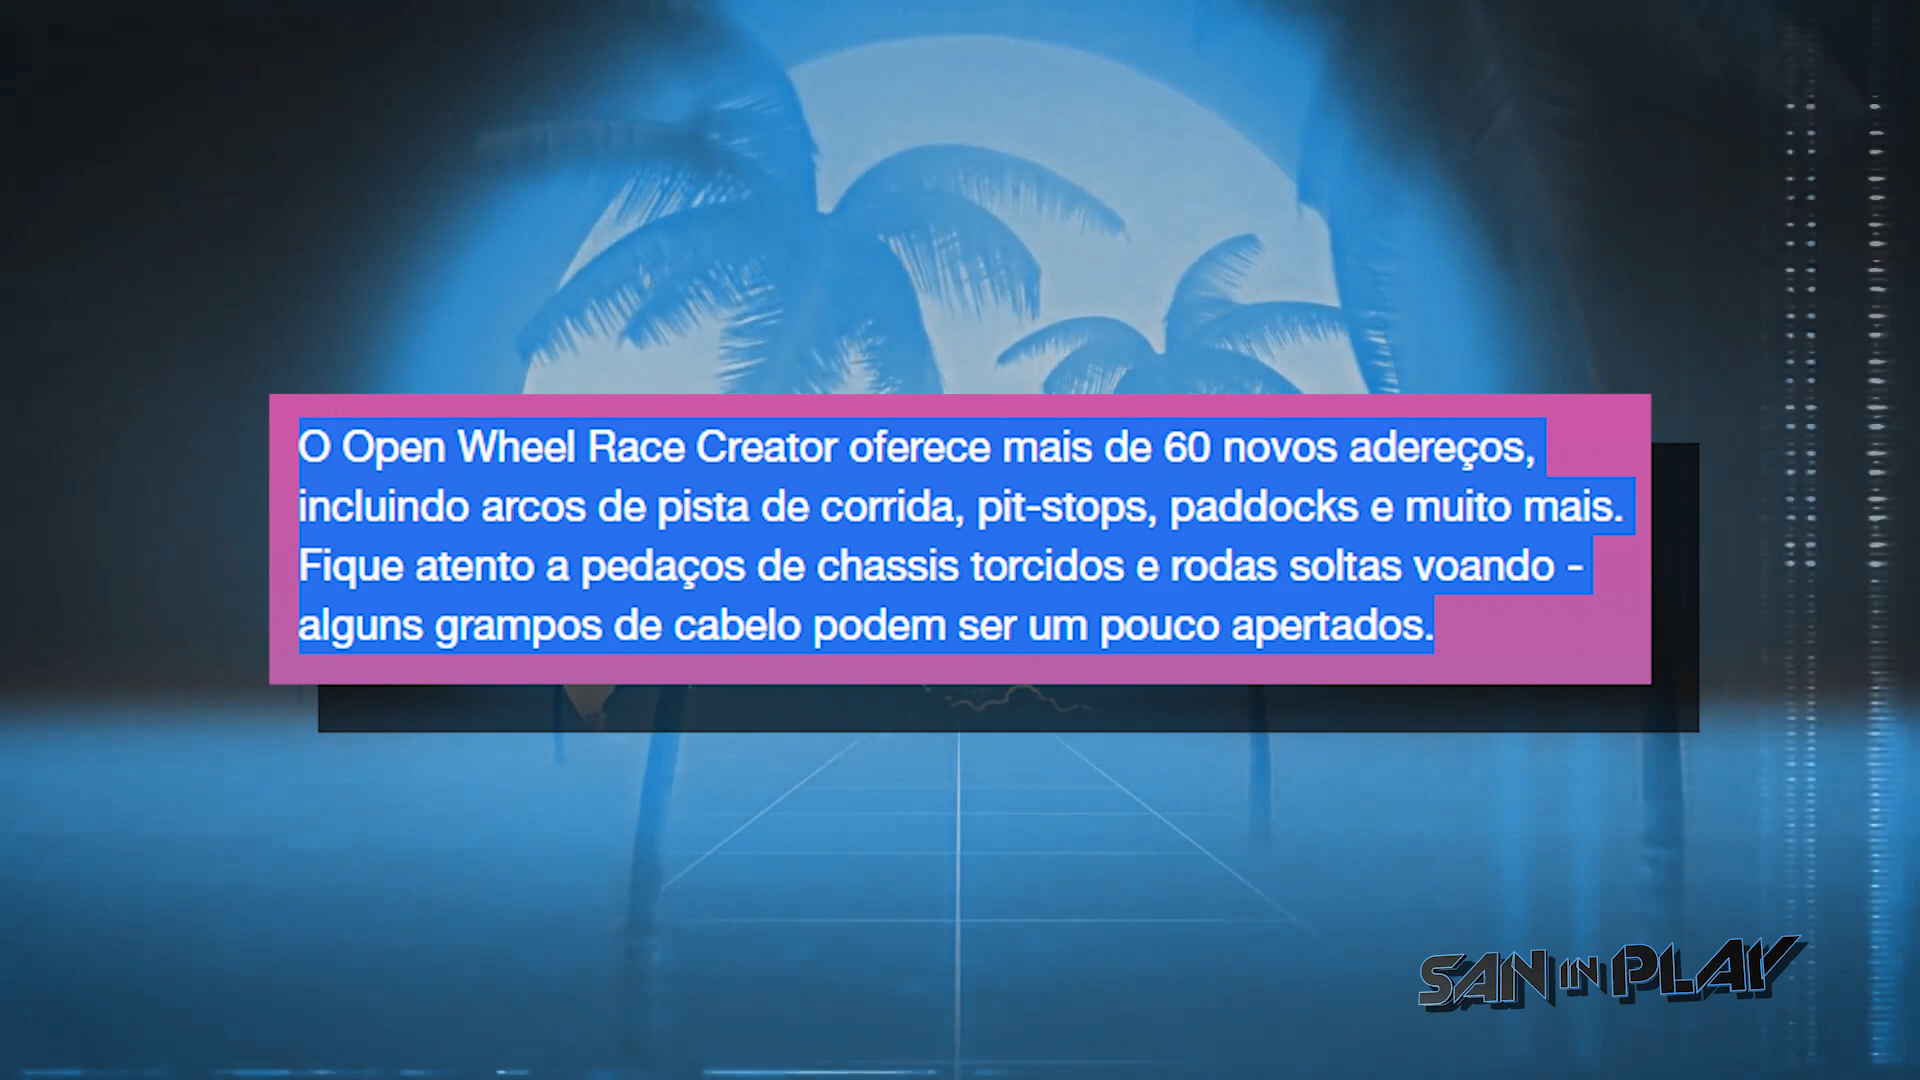 O Open Wheel Race Creator oferece mais de 60 novos adereços,
incluindo arcos de pista de corrida, pit-stops, paddocks e muito mais.
Fique atento a pedaços de chassis torcidos e rodas soltas voando -
alguns grampos de cabelo podem ser um pouco apertados.
SAN IN PLAY